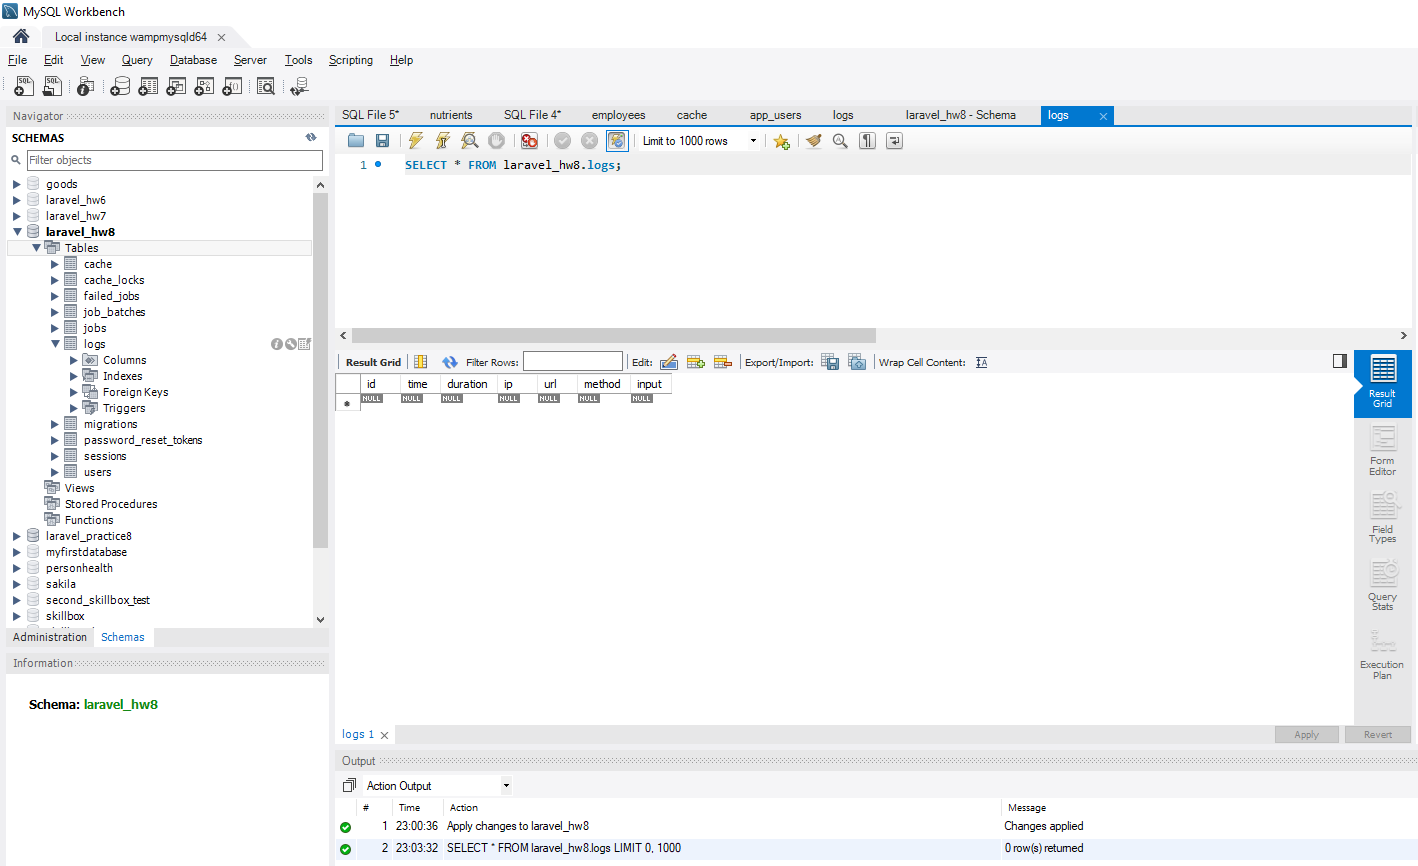 MySQL Workbench
Local instance wampmysqld64
File Edit View Query Database Server Tools Scripting Help
Navigator
SCHEMAS
Filter objects
goods
laravel_hw6
laravel_hw7
laravel_hw8
Tables
cache
cache_locks
failed_jobs
job_batches
jobs
logs
Columns
Indexes
Foreign Keys
Triggers
migrations
password_reset_tokens
sessions
users
Views
Stored Procedures
Functions
laravel_practice8
myfirstdatabase
personhealth
sakila
second_skillbox_test
skillbox
Administration Schemas
Information
Schema: laravel_hw8
SQL File 5* nutrients SQL File 4* employees cache app_users logs laravel_hw8 - Schema logs
Limit to 1000 rows
1 SELECT * FROM laravel_hw8.logs;
Result Grid Filter Rows: Edit: Export/Import: Wrap Cell Content:
id time duration ip url method input
* NULL NULL NULL NULL NULL NULL NULL
Result
Grid
Form
Editor
Field
Types
Query
Stats
Execution
Plan
logs 1
Apply Revert
Output
Action Output
# Time Action Message
1 23:00:36 Apply changes to laravel_hw8 Changes applied
2 23:03:32 SELECT * FROM laravel_hw8.logs LIMIT 0, 1000 0 row(s) returned